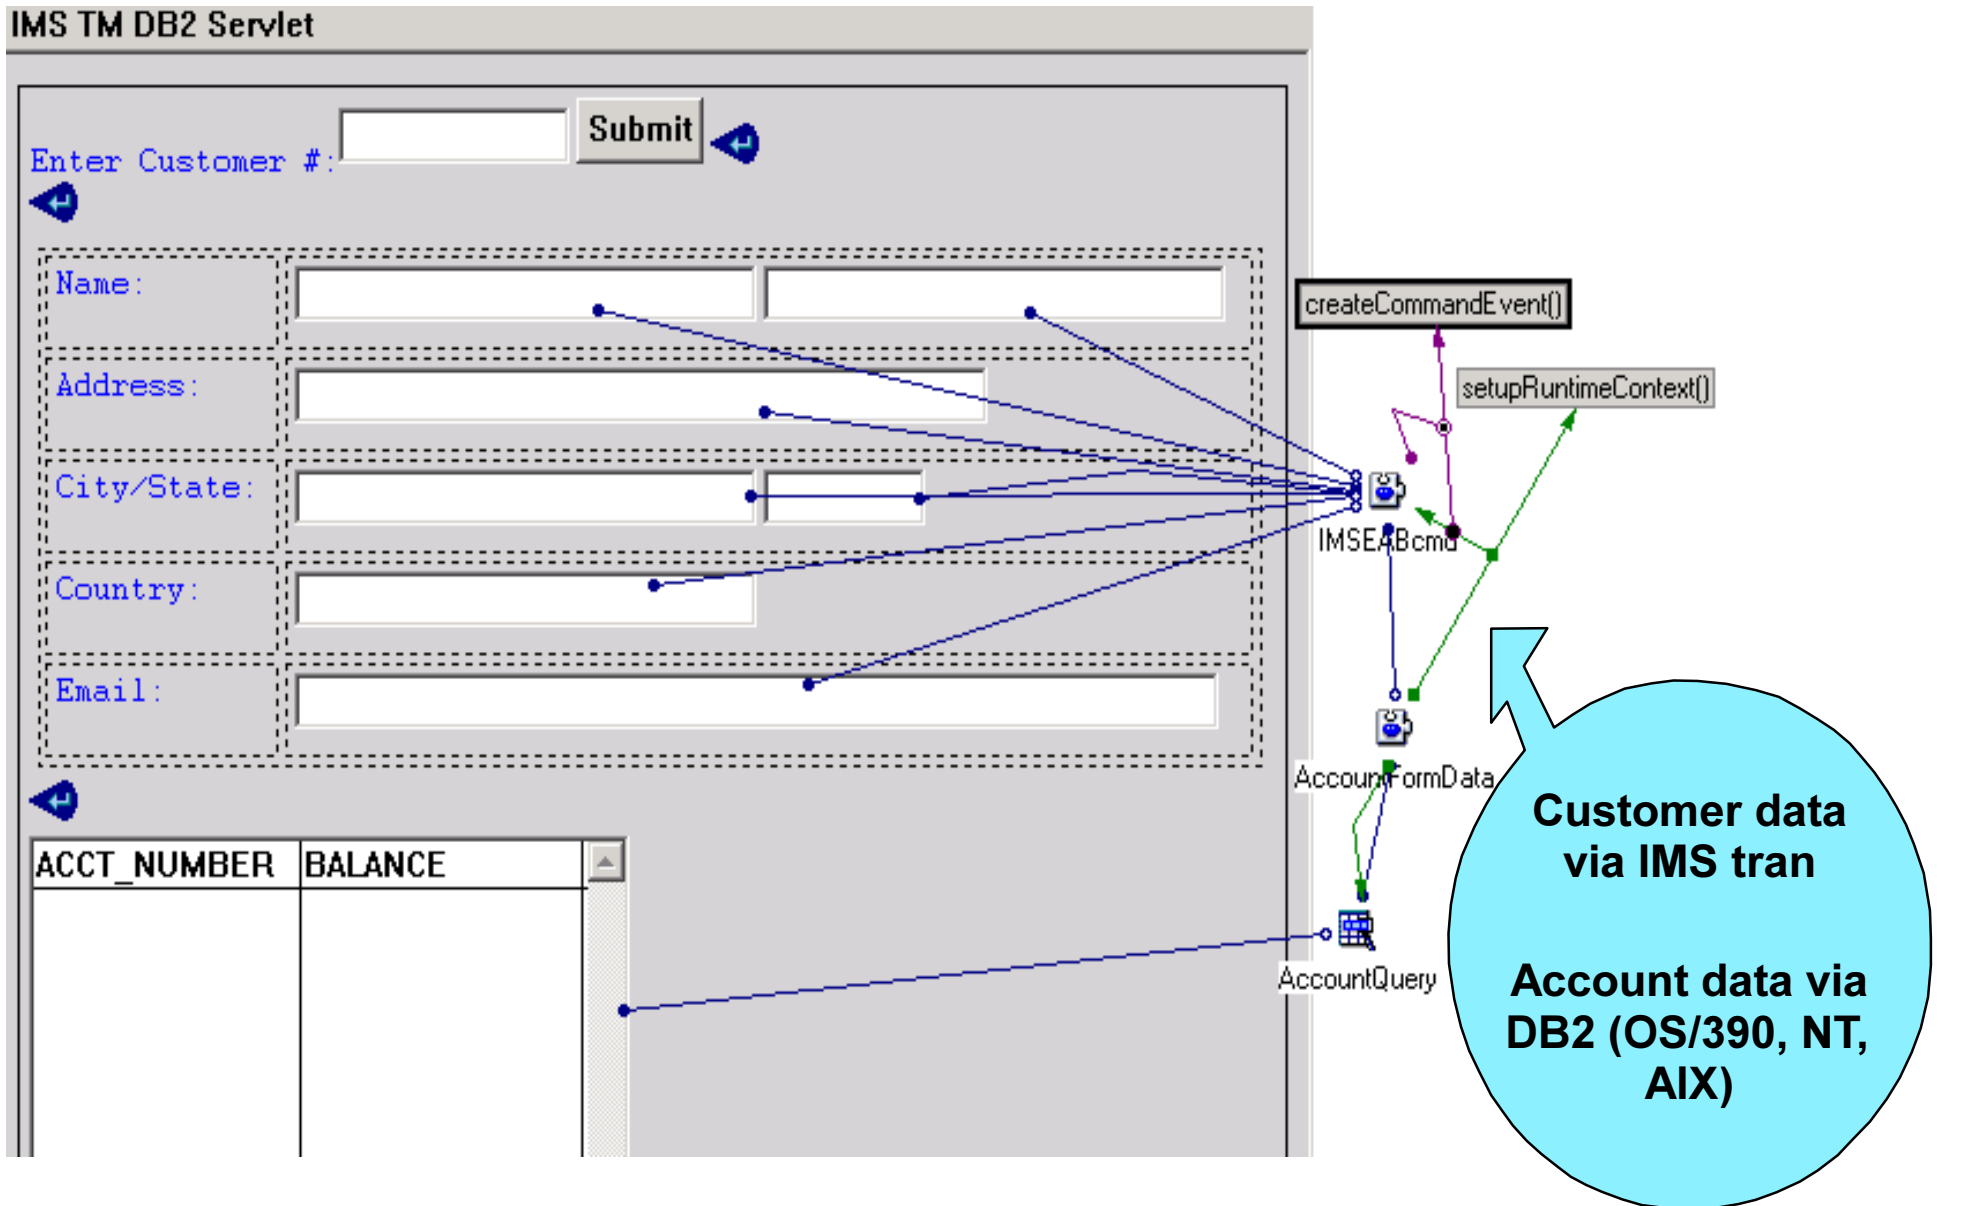 IMS TM DB2 Servlet
Enter Customer #:
Submit
Name:
createCommandEvent()
Address:
setupRuntimeContext()
City/State:
IMSEABcmd
Country:
Email:
AccountFormData
ACCT_NUMBER BALANCE
AccountQuery
Customer data
via IMS tran
Account data via
DB2 (OS/390, NT,
AIX)